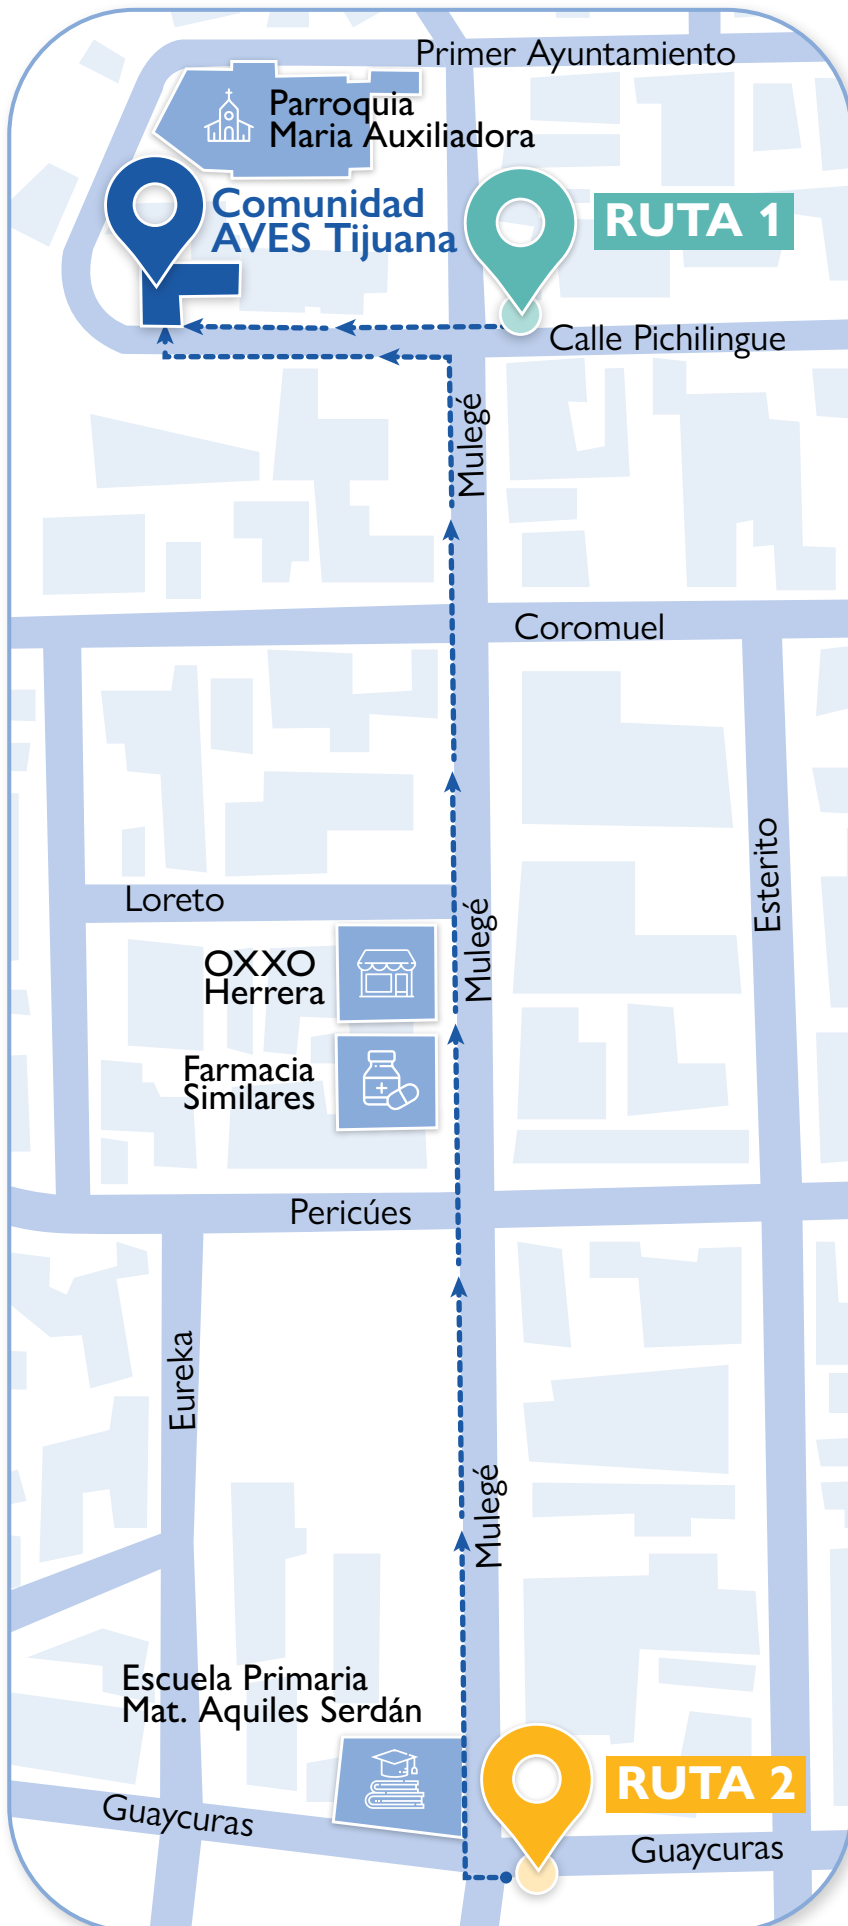 Primer Ayuntamiento
Parroquia
Maria Auxiliadora
Comunidad
AVES Tijuana
RUTA 1
Calle Pichilingue
Mulegé
Coromuel
Esterito
Loreto
Mulegé
OXXO
Herrera
Farmacia
Similares
Pericúes
Eureka
Mulegé
Escuela Primaria
Mat. Aquiles Serdán
RUTA 2
Guaycuras
Guaycuras